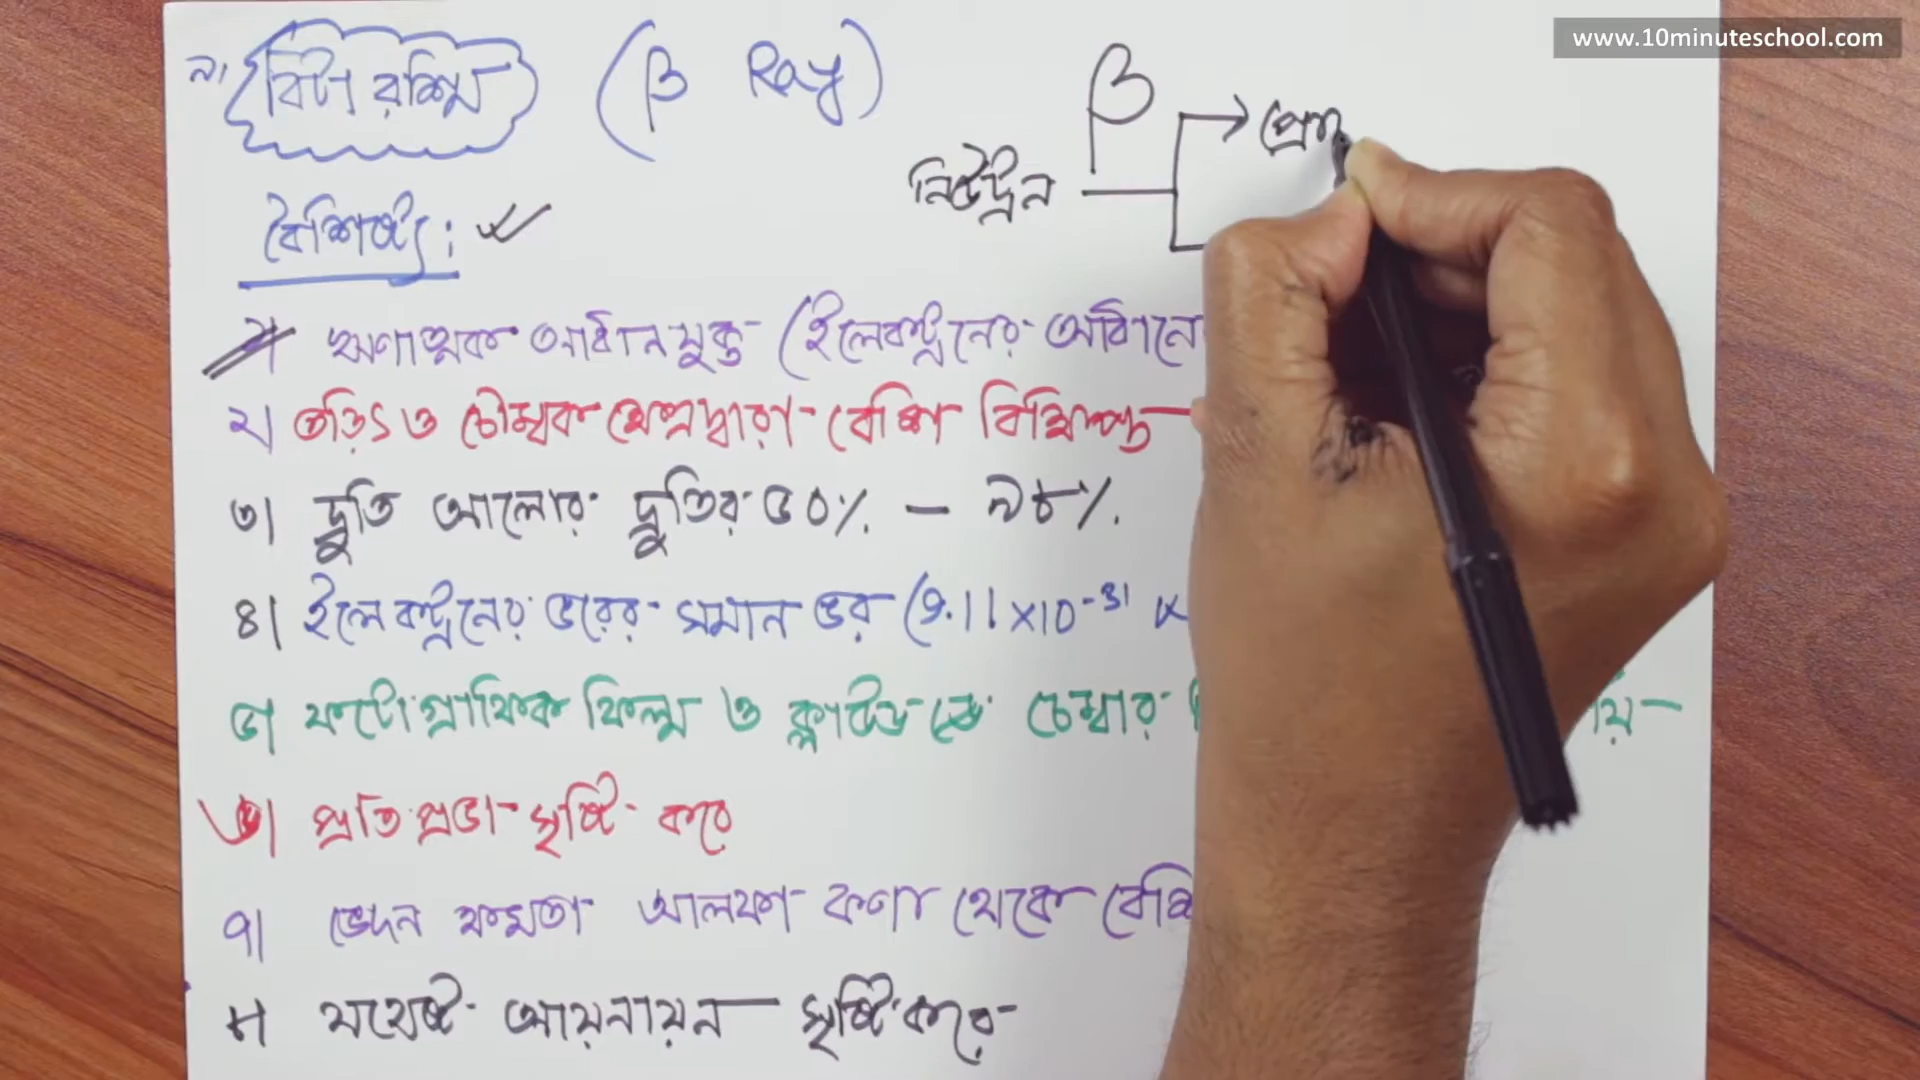 www.10minuteschool.com
বিটা রশ্মি (β Ray)
β
প্রোট
নিউট্রন
বৈশিষ্ট্য:
১। ঋণাত্মক আধানযুক্ত (ইলেকট্রনের আধানে
২। তড়িৎ ও চৌম্বক ক্ষেত্রদ্বারা বেশি বিক্ষিপ্ত
৩। দ্রুতি আলোর দ্রুতির ৫০% - ৯৮%.
৪। ইলেকট্রনের ভরের সমান ভর (9.11×10-31 k
৫। ফটোগ্রাফিক ফিল্ম ও ক্লাউড চেম্বার
৬। প্রতিপ্রভা সৃষ্টি করে
৭। ভেদন ক্ষমতা আলফা কণা থেকে বেশি
৮। যথেষ্ট আয়নায়ন সৃষ্টি করে